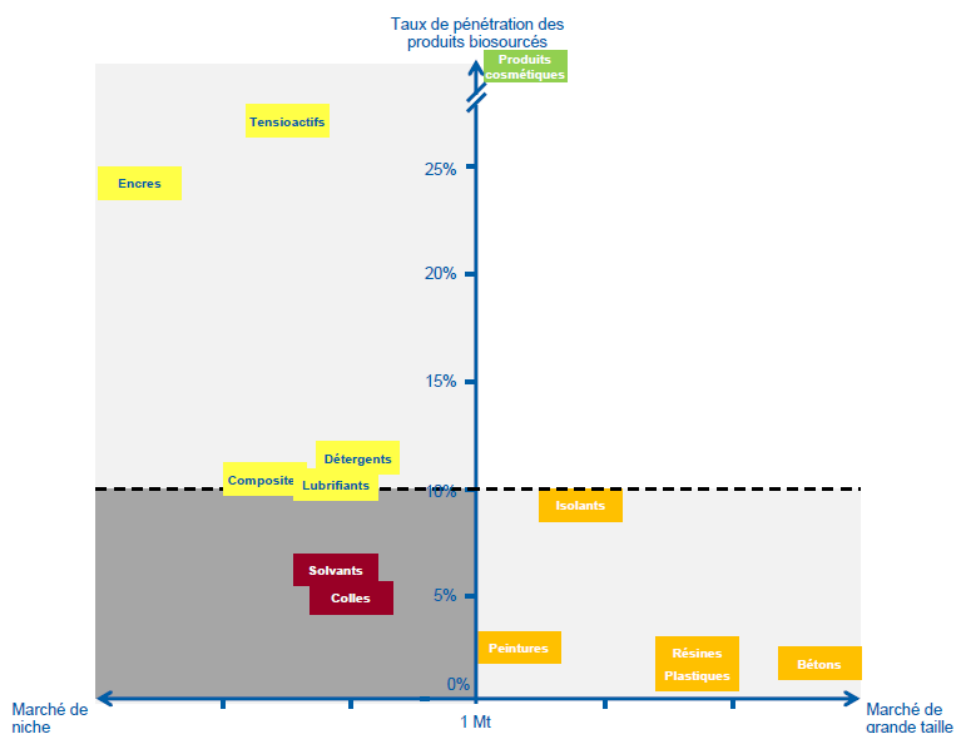 Taux de pénétration des
produits biosourcés
Produits
cosmétiques
Tensioactifs
25%
Encres
20%
15%
Détergents
Composite
Lubrifiants
10%
Isolants
Solvants
Colles
5%
Peintures
Résines
Plastiques
Bétons
0%
Marché de
niche
1 Mt
Marché de
grande taille